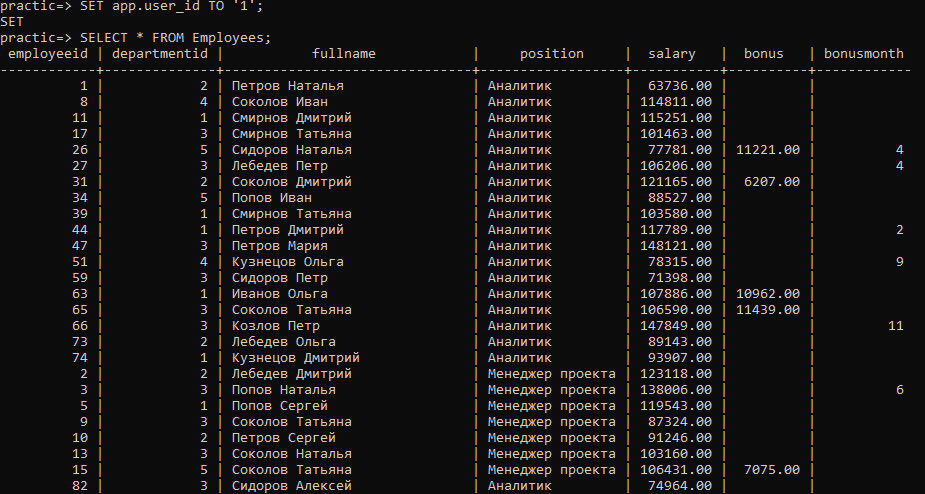 practic=> SET app.user_id TO '1';
SET
practic=> SELECT * FROM Employees;
 employeeid | departmentid |           fullname            |     position     |  salary   |  bonus   | bonusmonth
------------+--------------+-------------------------------+------------------+-----------+----------+------------
          1 |            2 | Петров Наталья                | Аналитик         |  63736.00 |          |
          8 |            4 | Соколов Иван                  | Аналитик         | 114811.00 |          |
         11 |            1 | Смирнов Дмитрий               | Аналитик         | 115251.00 |          |
         17 |            3 | Смирнов Татьяна               | Аналитик         | 101463.00 |          |
         26 |            5 | Сидоров Наталья               | Аналитик         |  77781.00 | 11221.00 |          4
         27 |            3 | Лебедев Петр                  | Аналитик         | 106206.00 |          |          4
         31 |            2 | Соколов Дмитрий               | Аналитик         | 121165.00 |  6207.00 |
         34 |            5 | Попов Иван                    | Аналитик         |  88527.00 |          |
         39 |            1 | Смирнов Татьяна               | Аналитик         | 103580.00 |          |
         44 |            1 | Петров Дмитрий                | Аналитик         | 117789.00 |          |          2
         47 |            3 | Петров Мария                  | Аналитик         | 148121.00 |          |
         51 |            4 | Кузнецов Ольга                | Аналитик         |  78315.00 |          |          9
         59 |            3 | Сидоров Петр                  | Аналитик         |  71398.00 |          |
         63 |            1 | Иванов Ольга                  | Аналитик         | 107886.00 | 10962.00 |
         65 |            3 | Соколов Татьяна               | Аналитик         | 106590.00 | 11439.00 |
         66 |            3 | Козлов Петр                   | Аналитик         | 147849.00 |          |         11
         73 |            2 | Лебедев Ольга                 | Аналитик         |  89143.00 |          |
         74 |            1 | Кузнецов Дмитрий              | Аналитик         |  93907.00 |          |
          2 |            2 | Лебедев Дмитрий               | Менеджер проекта | 123118.00 |          |
          3 |            3 | Попов Наталья                 | Менеджер проекта | 138006.00 |          |          6
          5 |            1 | Попов Сергей                  | Менеджер проекта | 119543.00 |          |
          9 |            3 | Соколов Татьяна               | Менеджер проекта |  87324.00 |          |
         10 |            2 | Петров Сергей                 | Менеджер проекта |  91246.00 |          |
         13 |            3 | Соколов Наталья               | Менеджер проекта | 103160.00 |          |
         15 |            5 | Соколов Татьяна               | Менеджер проекта | 106431.00 |  7075.00 |
         82 |            3 | Сидоров Алексей               | Аналитик         |  74964.00 |          |